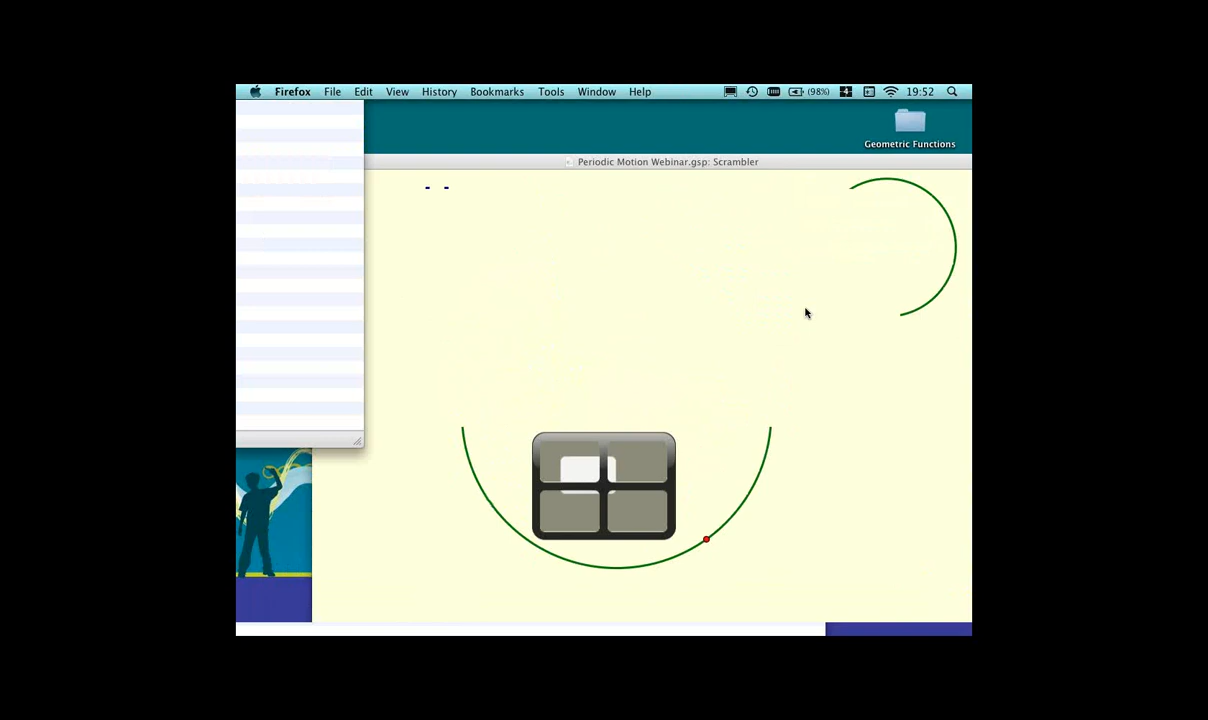 Firefox File Edit View History Bookmarks Tools Window Help (98%) 4 19:52
Geometric Functions
Periodic Motion Webinar.gsp: Scrambler